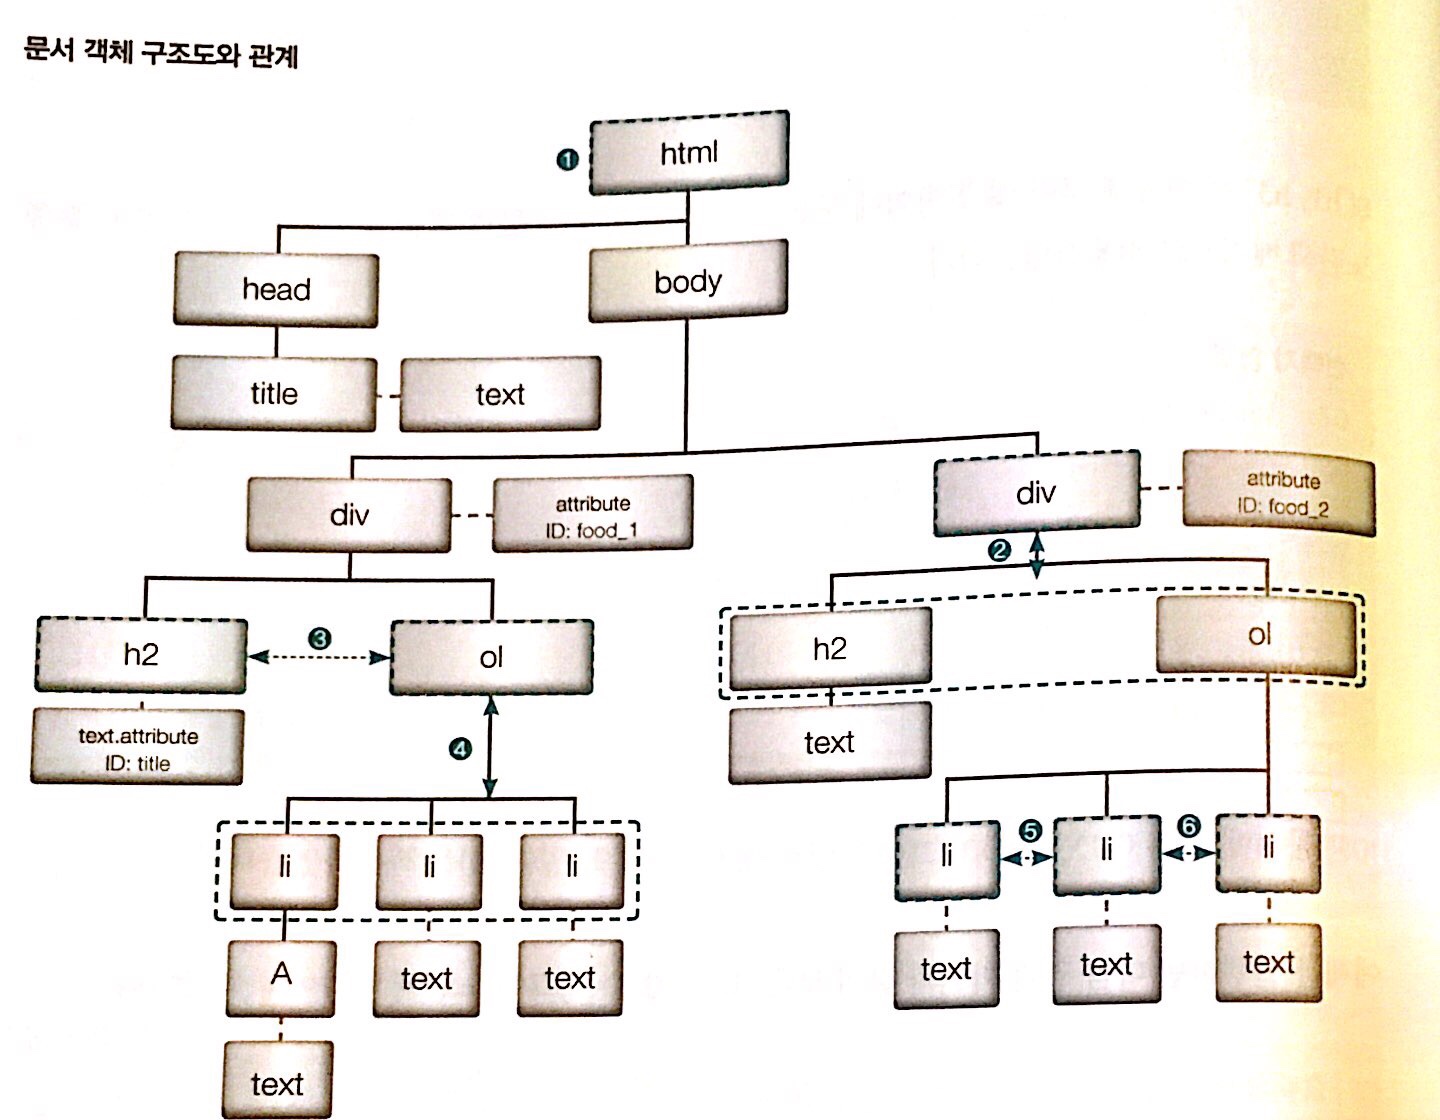 문서 객체 구조도와 관계
❶
html
head
body
title
text
div
attribute
ID: food_1
div
attribute
ID: food_2
❷
h2
❸
ol
h2
ol
text.attribute
ID: title
❹
text
li
li
li
li
❺
li
❻
li
A
text
text
text
text
text
text